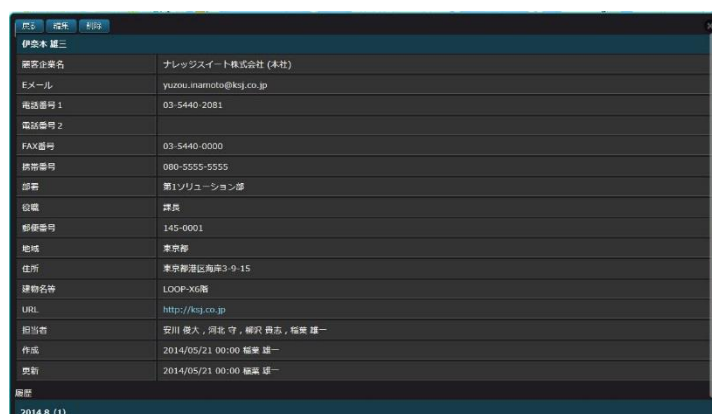 戻る 編集 削除
伊奈本 雄三
顧客企業名 ナレッジスイート株式会社 (本社)
Eメール yuzou.inamoto@ksj.co.jp
電話番号1 03-5440-2081
電話番号2
FAX番号 03-5440-0000
携帯番号 080-5555-5555
部署 第1ソリューション部
役職 課長
郵便番号 145-0001
地域 東京都
住所 東京都港区海岸3-9-15
建物名等 LOOP-X6階
URL http://ksj.co.jp
担当者 安川 俊大 , 河北 守 , 柳沢 貴志 , 稲葉 雄一
作成 2014/05/21 00:00 稲葉 雄一
更新 2014/05/21 00:00 稲葉 雄一
履歴
2014.8 (1)